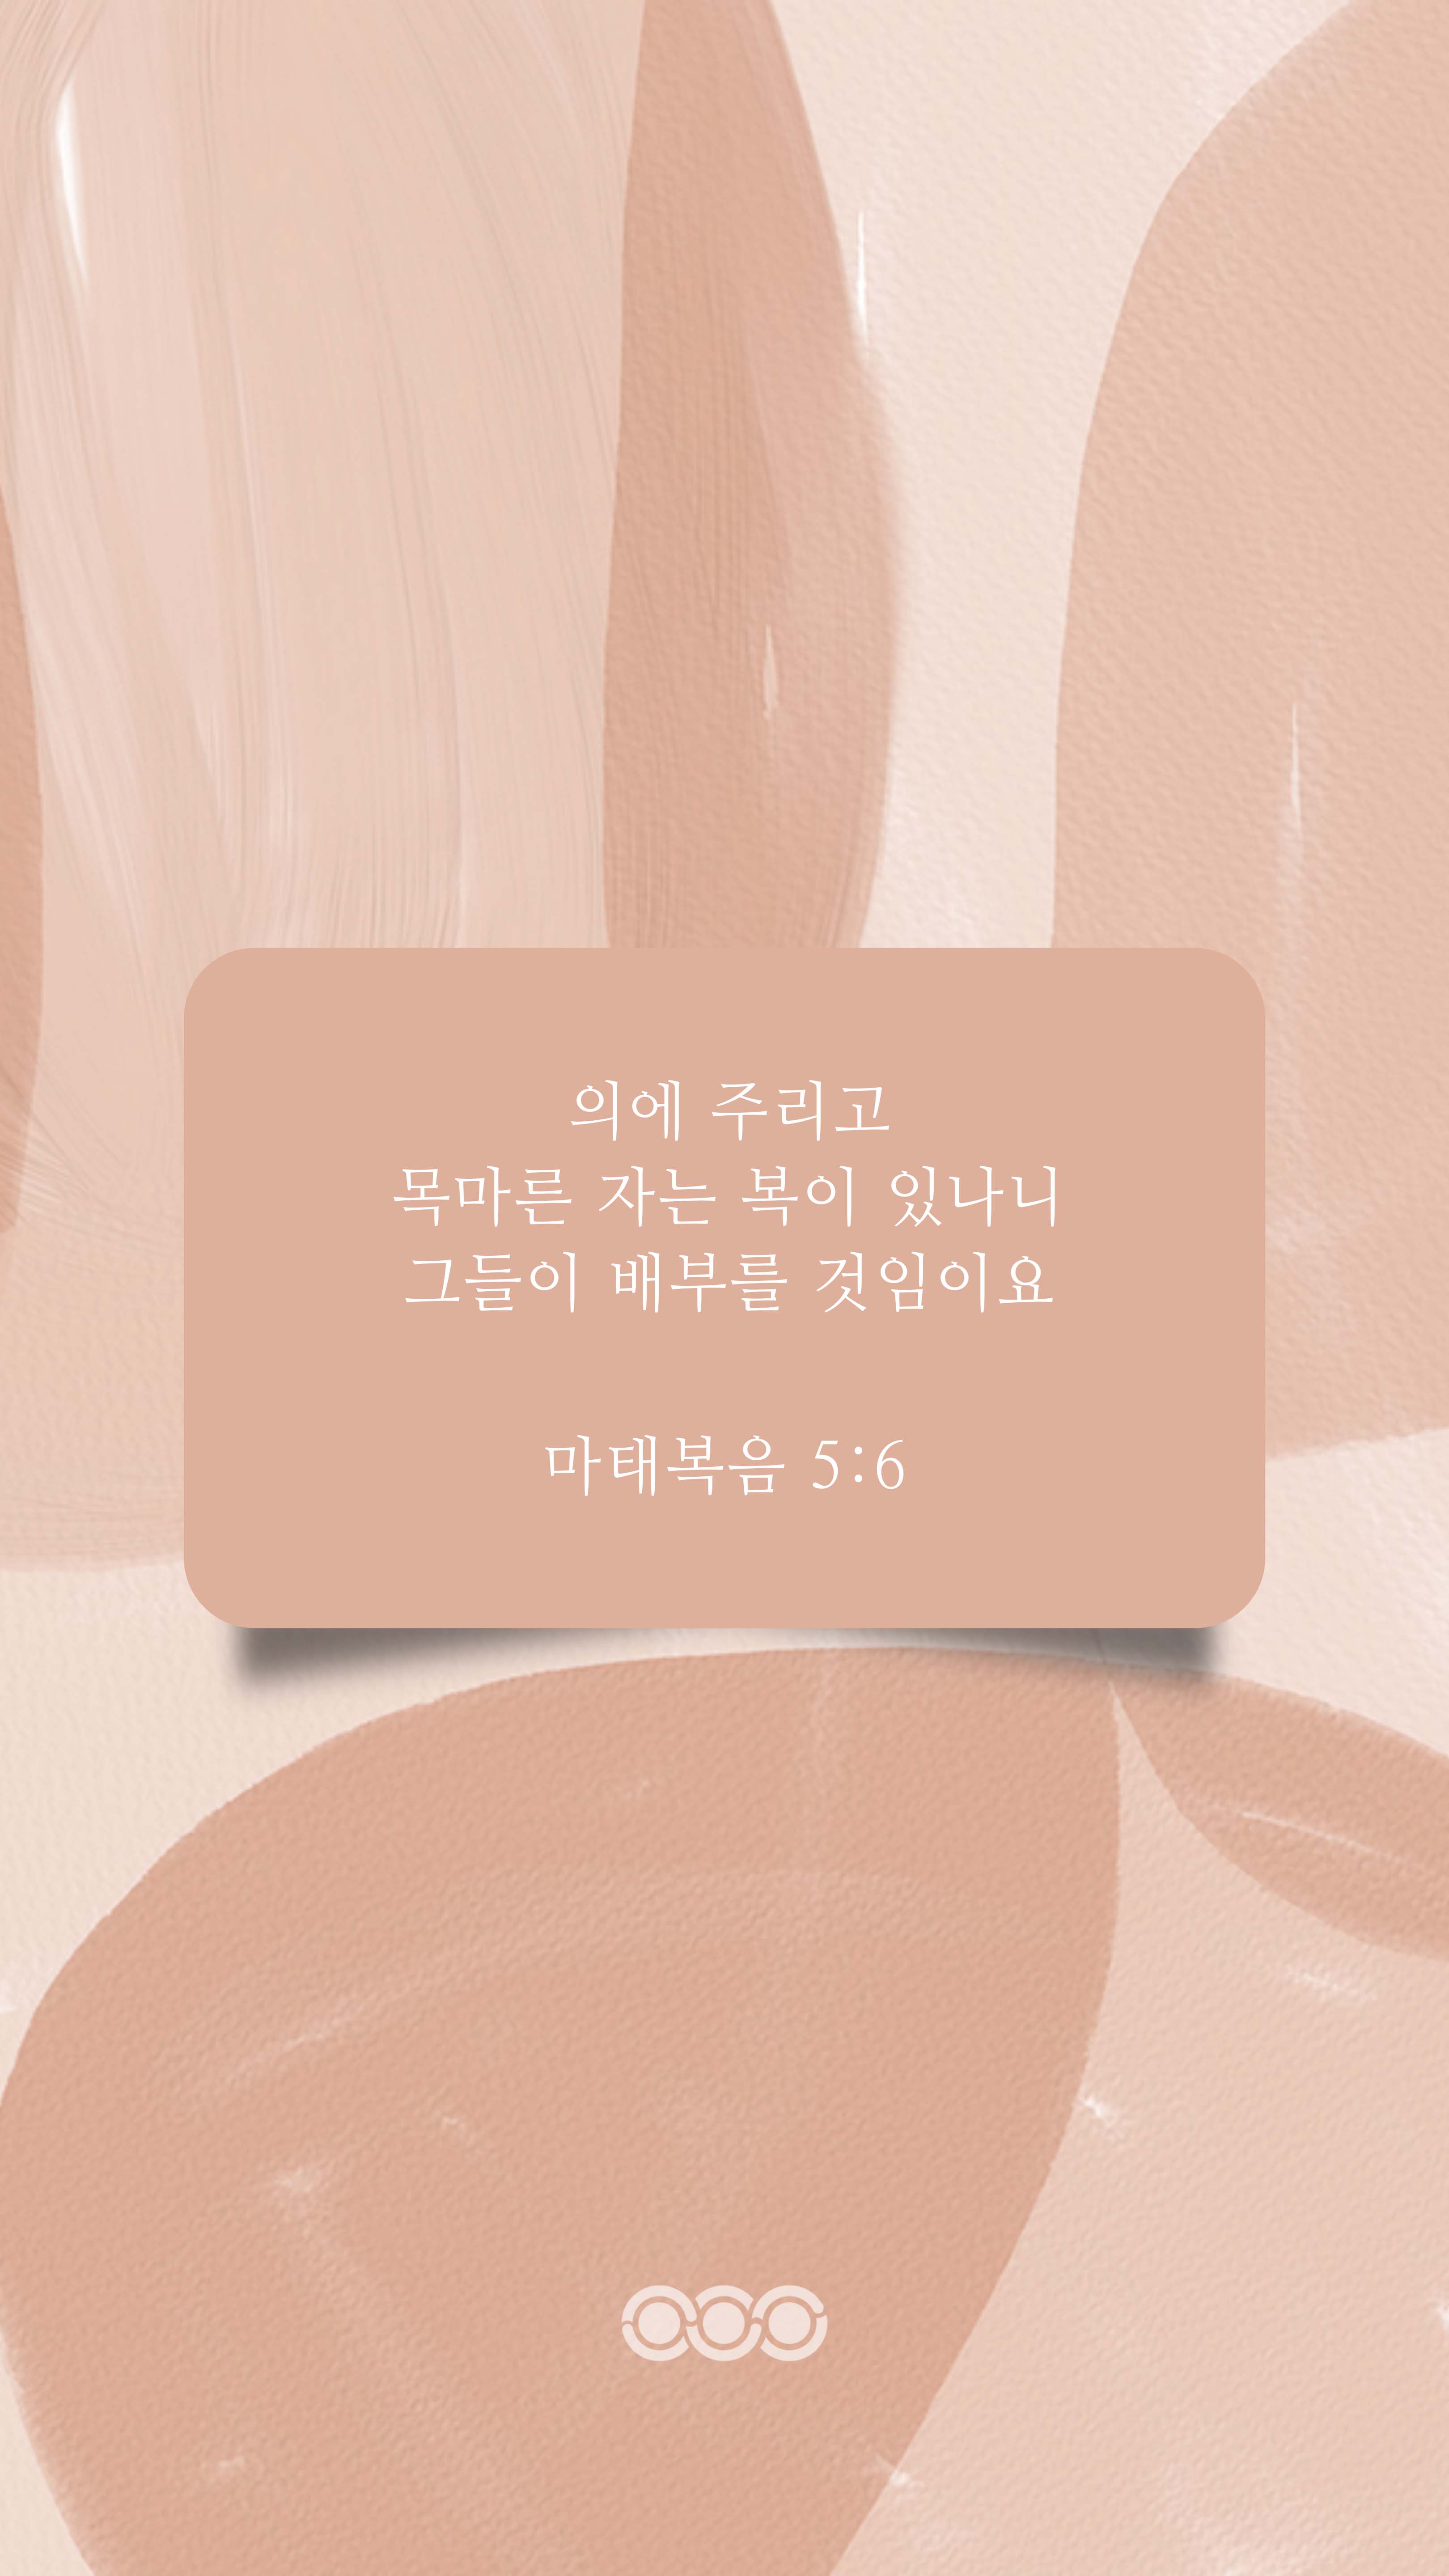 의에 주리고
목마른 자는 복이 있나니
그들이 배부를 것임이요
마태복음 5:6